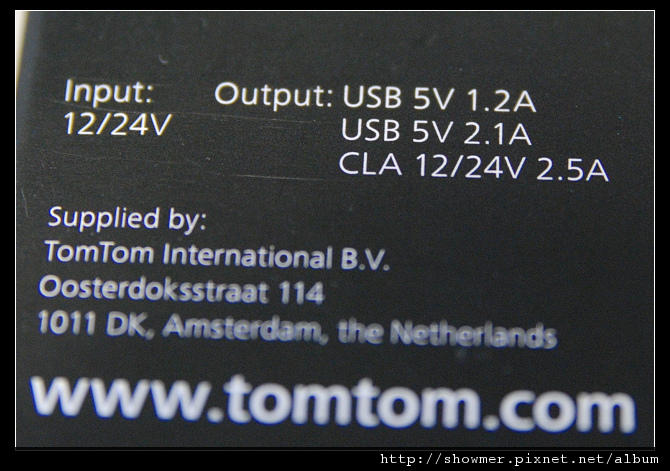 Input: Output: USB 5V 1.2A
12/24V USB 5V 2.1A
CLA 12/24V 2.5A
Supplied by:
TomTom International B.V.
Oosterdoksstraat 114
1011 DK, Amsterdam, the Netherlands
www.tomtom.com
http://showmer.pixnet.net/album